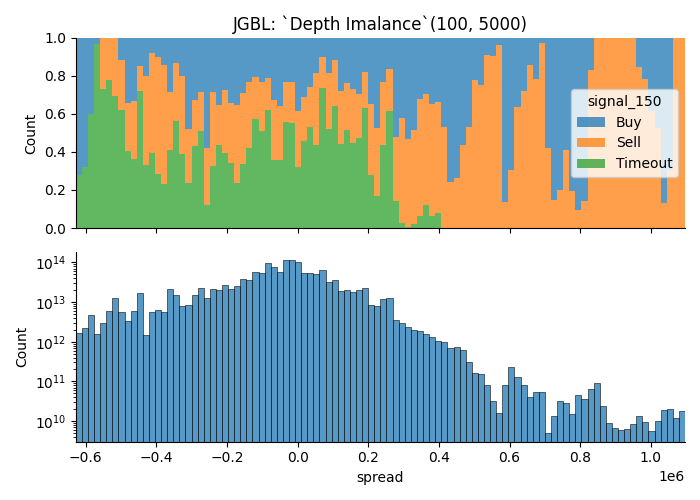 JGBL: `Depth Imalance`(100, 5000)
1.0
0.8
0.6
0.4
0.2
0.0
Count
signal_150
Buy
Sell
Timeout
10^14
10^13
10^12
10^11
10^10
Count
−0.6 −0.4 −0.2 0.0 0.2 0.4 0.6 0.8 1.0
1e6
spread